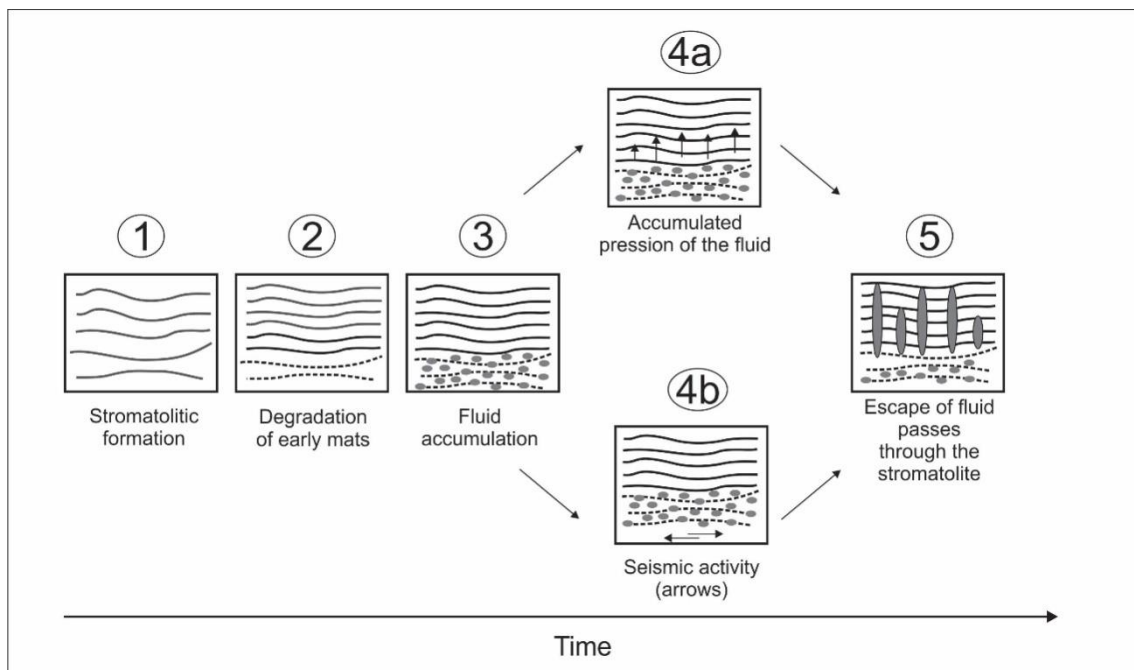 1
Stromatolitic
formation
2
Degradation
of early mats
3
Fluid
accumulation
4a
Accumulated
pression of the fluid
4b
Seismic activity
(arrows)
5
Escape of fluid
passes
through the
stromatolite
Time